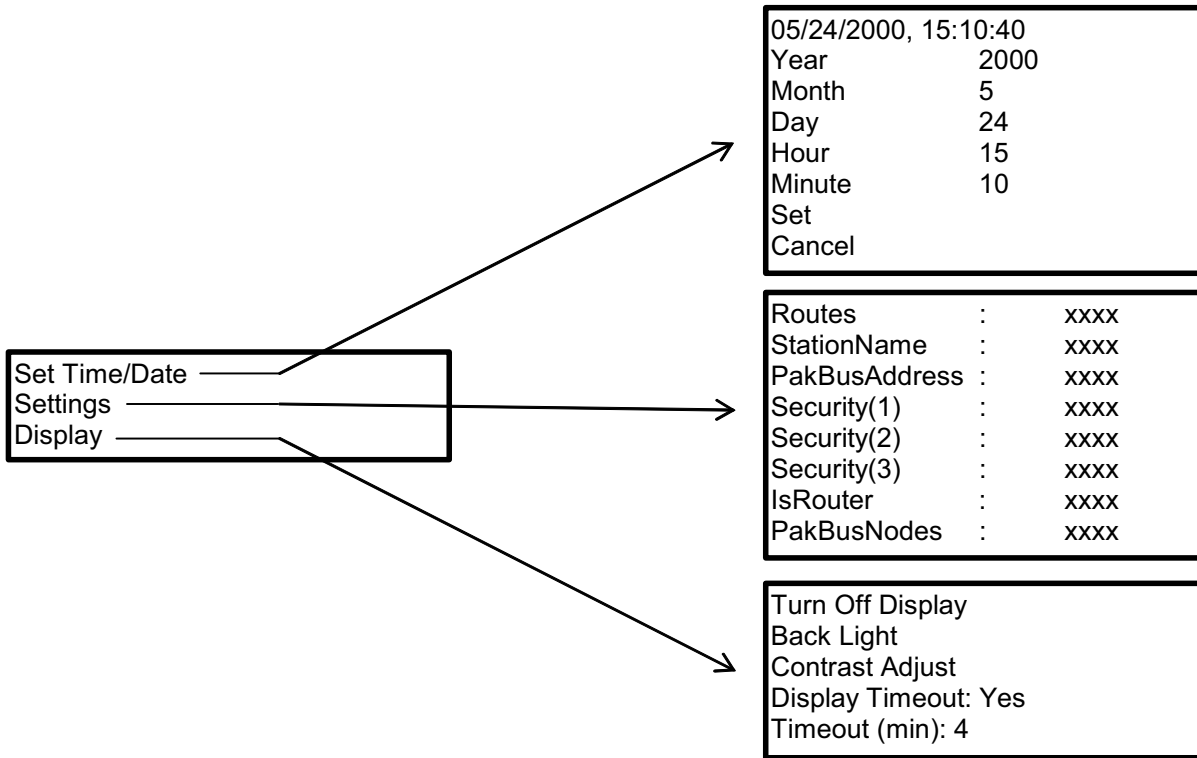 Set Time/Date
Settings
Display
05/24/2000, 15:10:40
Year 2000
Month 5
Day 24
Hour 15
Minute 10
Set
Cancel
Routes : xxxx
StationName : xxxx
PakBusAddress : xxxx
Security(1) : xxxx
Security(2) : xxxx
Security(3) : xxxx
IsRouter : xxxx
PakBusNodes : xxxx
Turn Off Display
Back Light
Contrast Adjust
Display Timeout: Yes
Timeout (min): 4